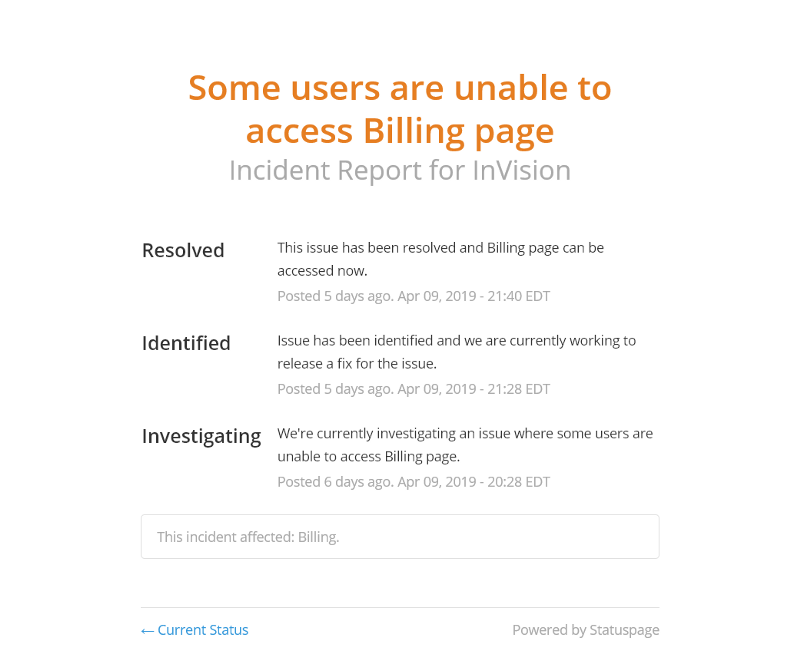 Some users are unable to
access Billing page
Incident Report for InVision
Resolved
This issue has been resolved and Billing page can be
accessed now.
Posted 5 days ago. Apr 09, 2019 - 21:40 EDT
Identified
Issue has been identified and we are currently working to
release a fix for the issue.
Posted 5 days ago. Apr 09, 2019 - 21:28 EDT
Investigating
We're currently investigating an issue where some users are
unable to access Billing page.
Posted 6 days ago. Apr 09, 2019 - 20:28 EDT
This incident affected: Billing.
← Current Status
Powered by Statuspage